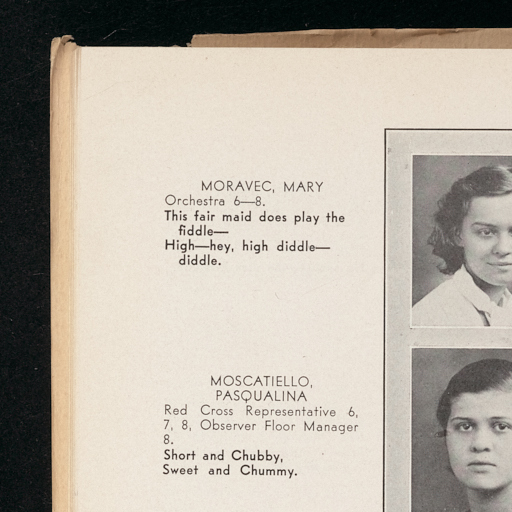 MORAVEC, MARY
Orchestra 6—8.
This fair maid does play the
fiddle—
High—hey, high diddle—
diddle.
MOSCATIELLO,
PASQUALINA
Red Cross Representative 6,
7, 8, Observer Floor Manager
8.
Short and Chubby,
Sweet and Chummy.